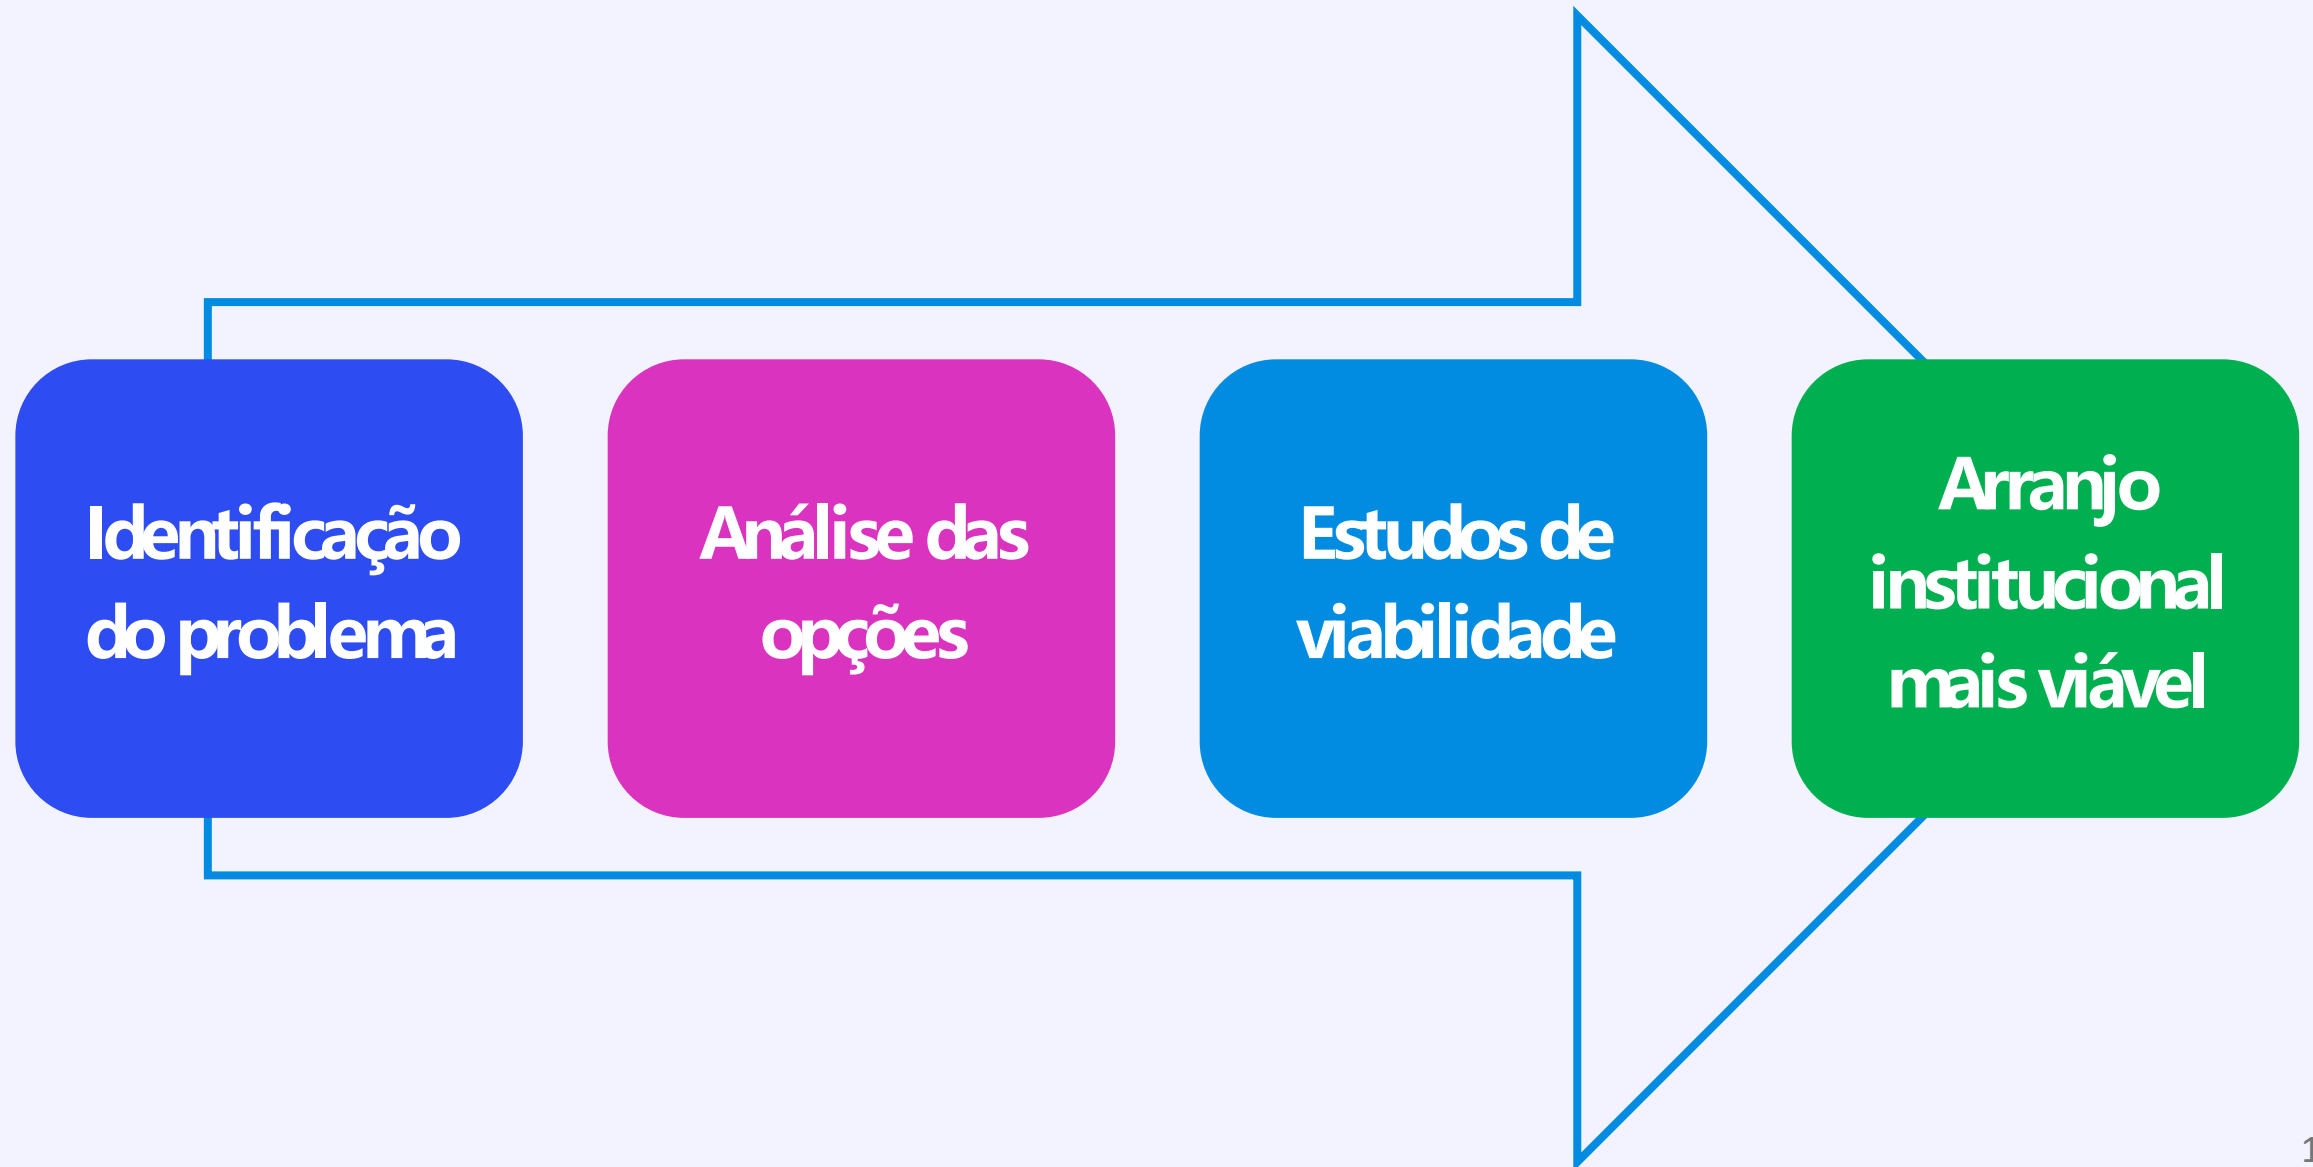 Identificação
do problema
Análise das
opções
Estudos de
viabilidade
Arranjo
institucional
mais viável